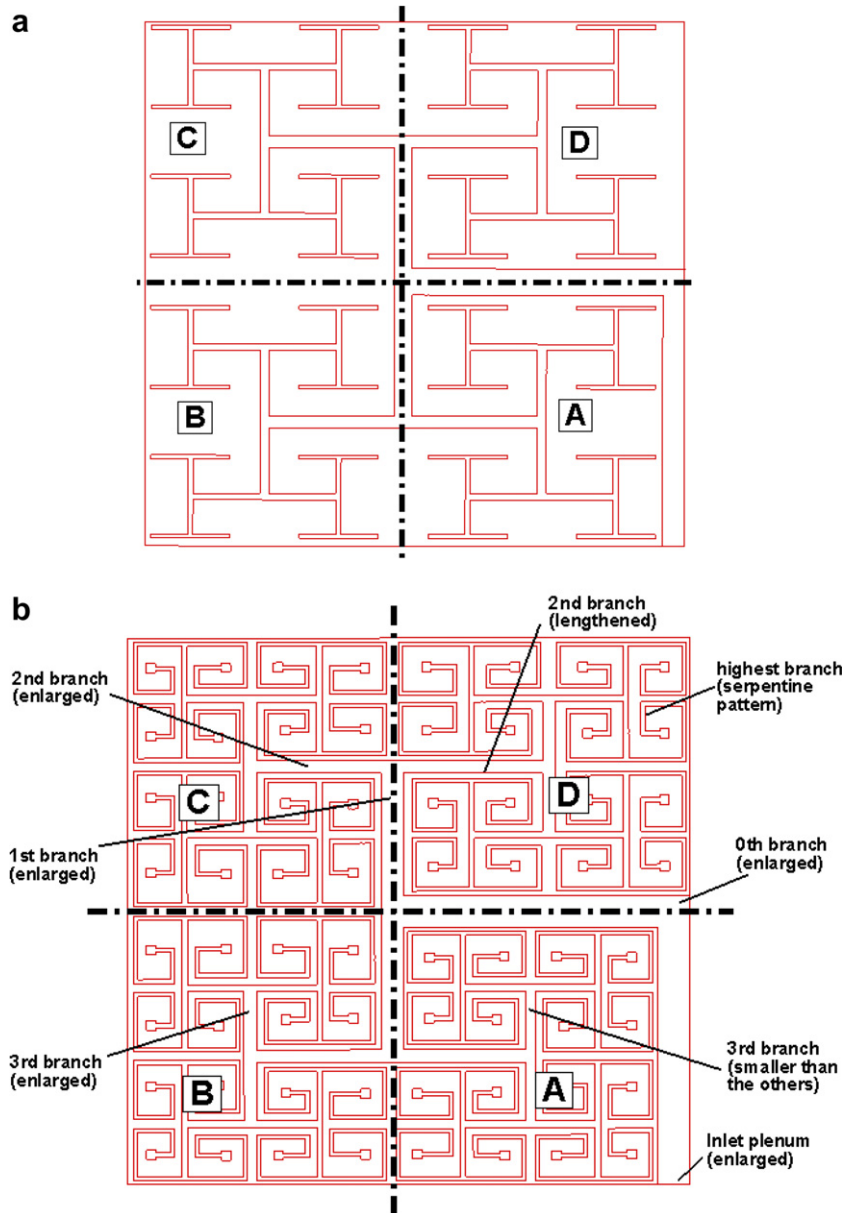 a
C
D
B
A
b
2nd branch
(lengthened)
2nd branch
(enlarged)
highest branch
(serpentine
pattern)
C
D
1st branch
(enlarged)
0th branch
(enlarged)
3rd branch
(enlarged)
3rd branch
(smaller than
the others)
B
A
Inlet plenum
(enlarged)